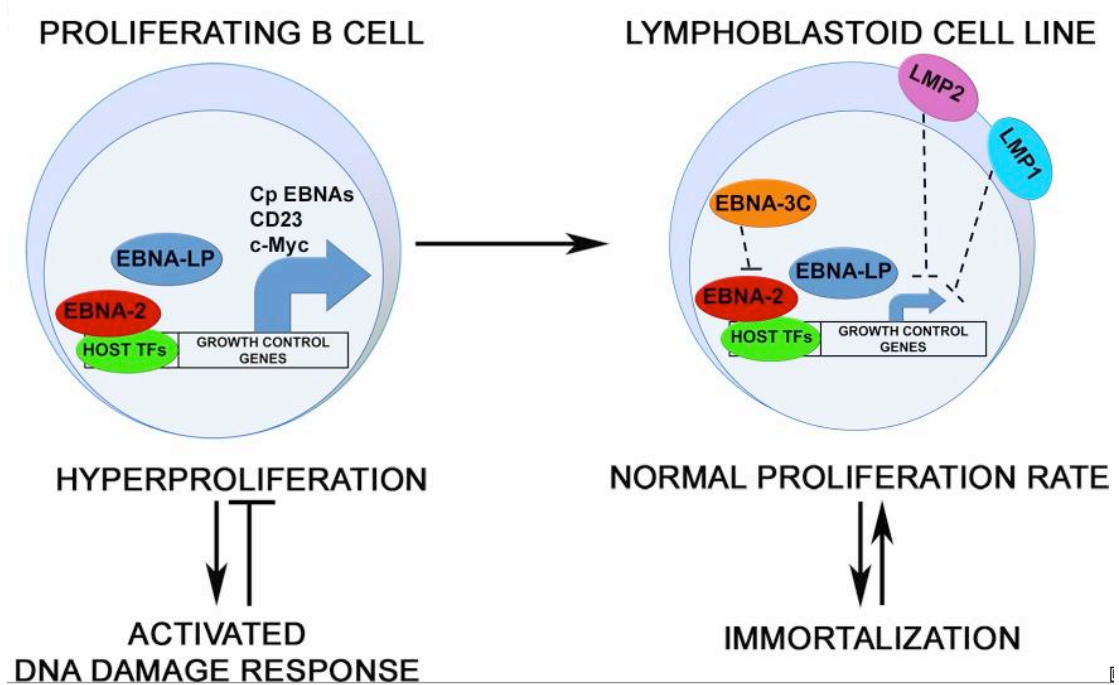 PROLIFERATING B CELL
Cp EBNAs
CD23
c-Myc
EBNA-LP
EBNA-2
HOST TFs
GROWTH CONTROL
GENES
HYPERPROLIFERATION
ACTIVATED
DNA DAMAGE RESPONSE
LYMPHOBLASTOID CELL LINE
LMP2
LMP1
EBNA-3C
EBNA-LP
EBNA-2
HOST TFs
GROWTH CONTROL
GENES
NORMAL PROLIFERATION RATE
IMMORTALIZATION